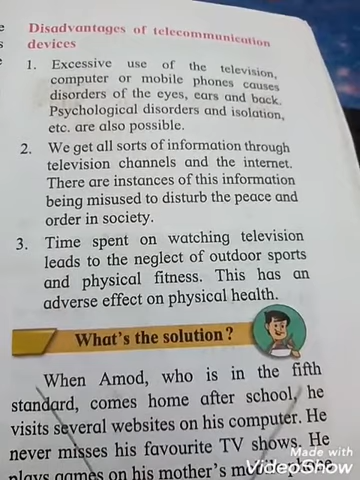 Disadvantages of telecommunication
devices
1. Excessive use of the television,
computer or mobile phones causes
disorders of the eyes, ears and back.
Psychological disorders and isolation,
etc. are also possible.
2. We get all sorts of information through
television channels and the internet.
There are instances of this information
being misused to disturb the peace and
order in society.
3. Time spent on watching television
leads to the neglect of outdoor sports
and physical fitness. This has an
adverse effect on physical health.
What's the solution?
When Amod, who is in the fifth
standard, comes home after school, he
visits several websites on his computer. He
never misses his favourite TV shows. He
plays games on his mother's mobile phone
Made with
VideoShow